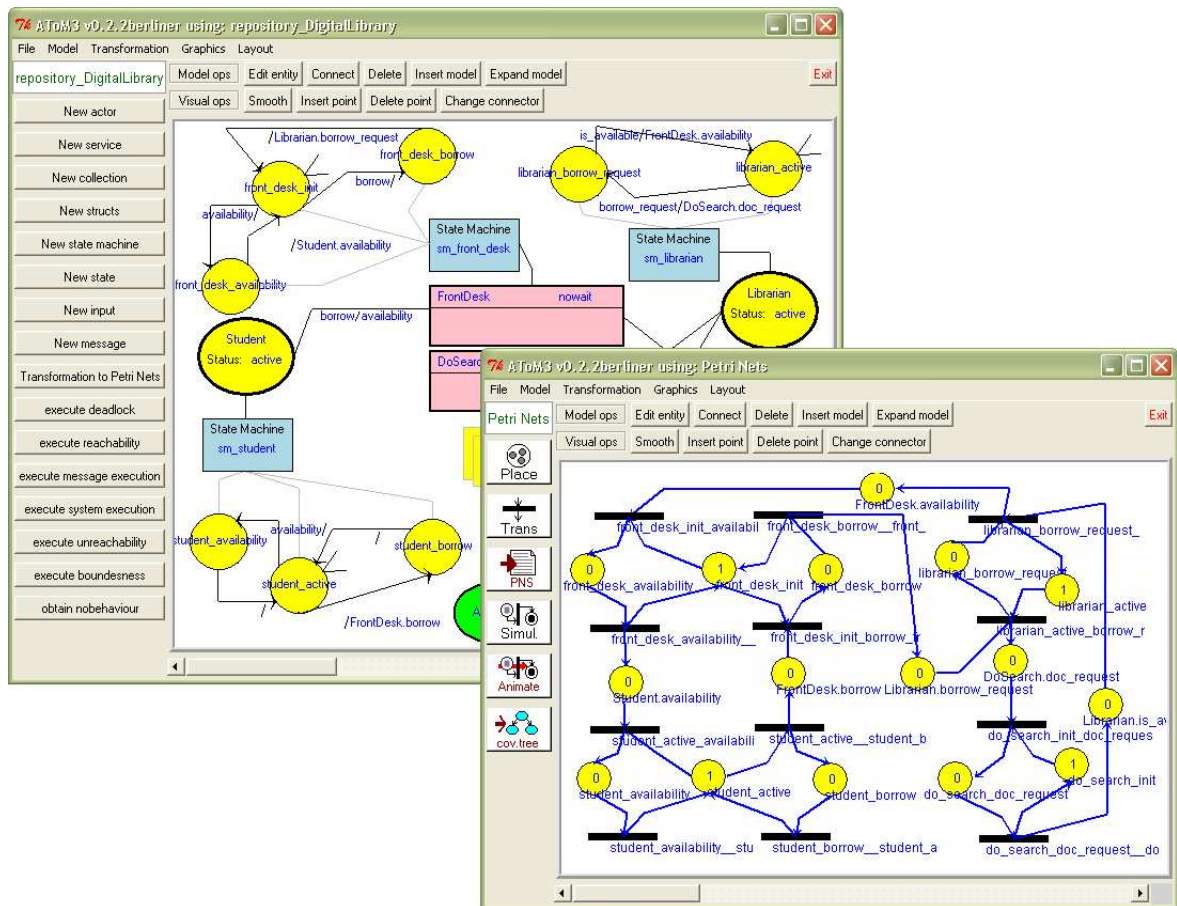 AToM3 v0.2.2berliner using: repository_DigitalLibrary
File Model Transformation Graphics Layout
repository_DigitalLibrary
Model ops Edit entity Connect Delete Insert model Expand model Exit
Visual ops Smooth Insert point Delete point Change connector
New actor
New service
New collection
New structs
New state machine
New state
New input
New message
Transformation to Petri Nets
execute deadlock
execute reachability
execute message execution
execute system execution
execute unreachability
execute boundesness
obtain nobehaviour
/Librarian.borrow_request
front_desk_borrow
front_desk_init
borrow/
availability/
/Student.availability
front_desk_availability
State Machine
sm_front_desk
is_available/FrontDesk.availability
librarian_borrow_request
librarian_active
borrow_request/DoSearch.doc_request
State Machine
sm_librarian
FrontDesk nowait
Librarian
Status: active
borrow/availability
Student
Status: active
DoSearc
State Machine
sm_student
student_availability
availability/
/
student_borrow
student_active
/
/FrontDesk.borrow
A
AToM3 v0.2.2berliner using: Petri Nets
File Model Transformation Graphics Layout
Petri Nets
Model ops Edit entity Connect Delete Insert model Expand model Exit
Visual ops Smooth Insert point Delete point Change connector
Place
Trans
PNS
Simul.
Animate
cov.tree
0
FrontDesk.availability
front_desk_init_availabil
front_desk_borrow__front_
librarian_borrow_request_
0
front_desk_availability
1
front_desk_init
0
front_desk_borrow
0
librarian_borrow_request
1
librarian_active
front_desk_availability__
front_desk_init_borrow_fr
librarian_active_borrow_r
0
Student.availability
0
FrontDesk.borrow
0
Librarian.borrow_request
0
DoSearch.doc_request
0
Librarian.is_av
student_active_availabili
student_active__student_b
do_search_init_doc_reques
0
student_availability
1
student_active
0
student_borrow
0
do_search_doc_request
1
do_search_init
student_availability__stu
student_borrow__student_a
do_search_doc_request__do